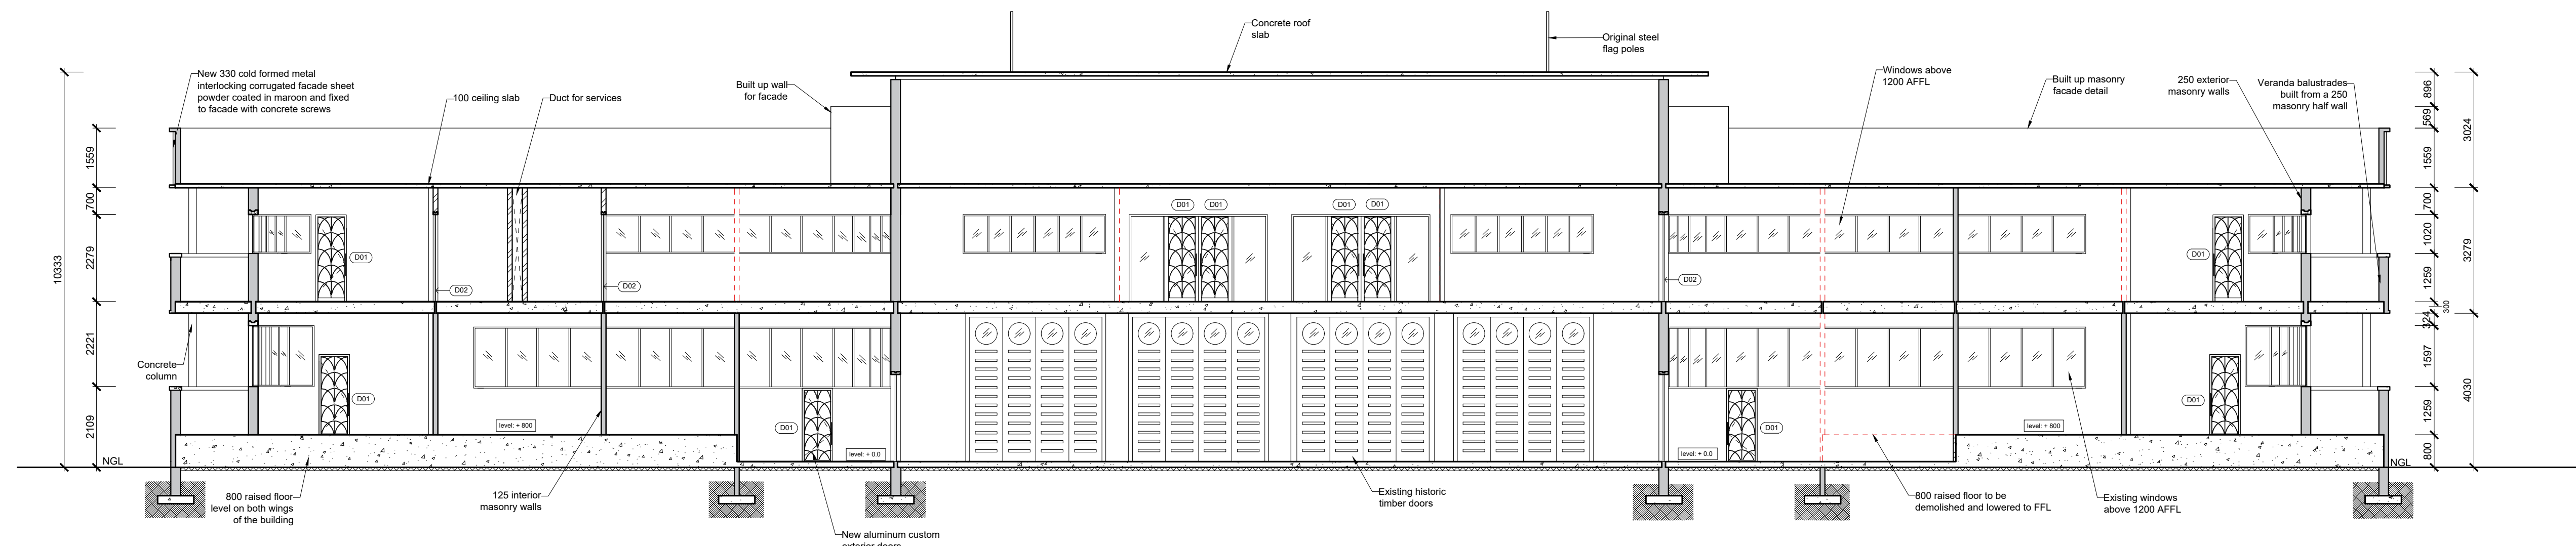 Concrete roof
slab
Original steel
flag poles
New 330 cold formed metal
interlocking corrugated facade sheet
powder coated in maroon and fixed
to facade with concrete screws
100 ceiling slab
Duct for services
Built up wall
for facade
Windows above
1200 AFFL
Built up masonry
facade detail
250 exterior
masonry walls
Veranda balustrades
built from a 250
masonry half wall
10333
1559
700
2279
2221
2109
896
569
1559
700
1020
1259
300
324
1597
1259
800
3024
3279
4030
D01
D02
D02
D01
D01
D01
D01
D02
D01
Concrete
column
D01
D01
D01
D01
level: + 800
level: + 0.0
level: + 0.0
level: + 800
NGL
NGL
800 raised floor
level on both wings
of the building
125 interior
masonry walls
New aluminum custom
exterior doors
Existing historic
timber doors
800 raised floor to be
demolished and lowered to FFL
Existing windows
above 1200 AFFL